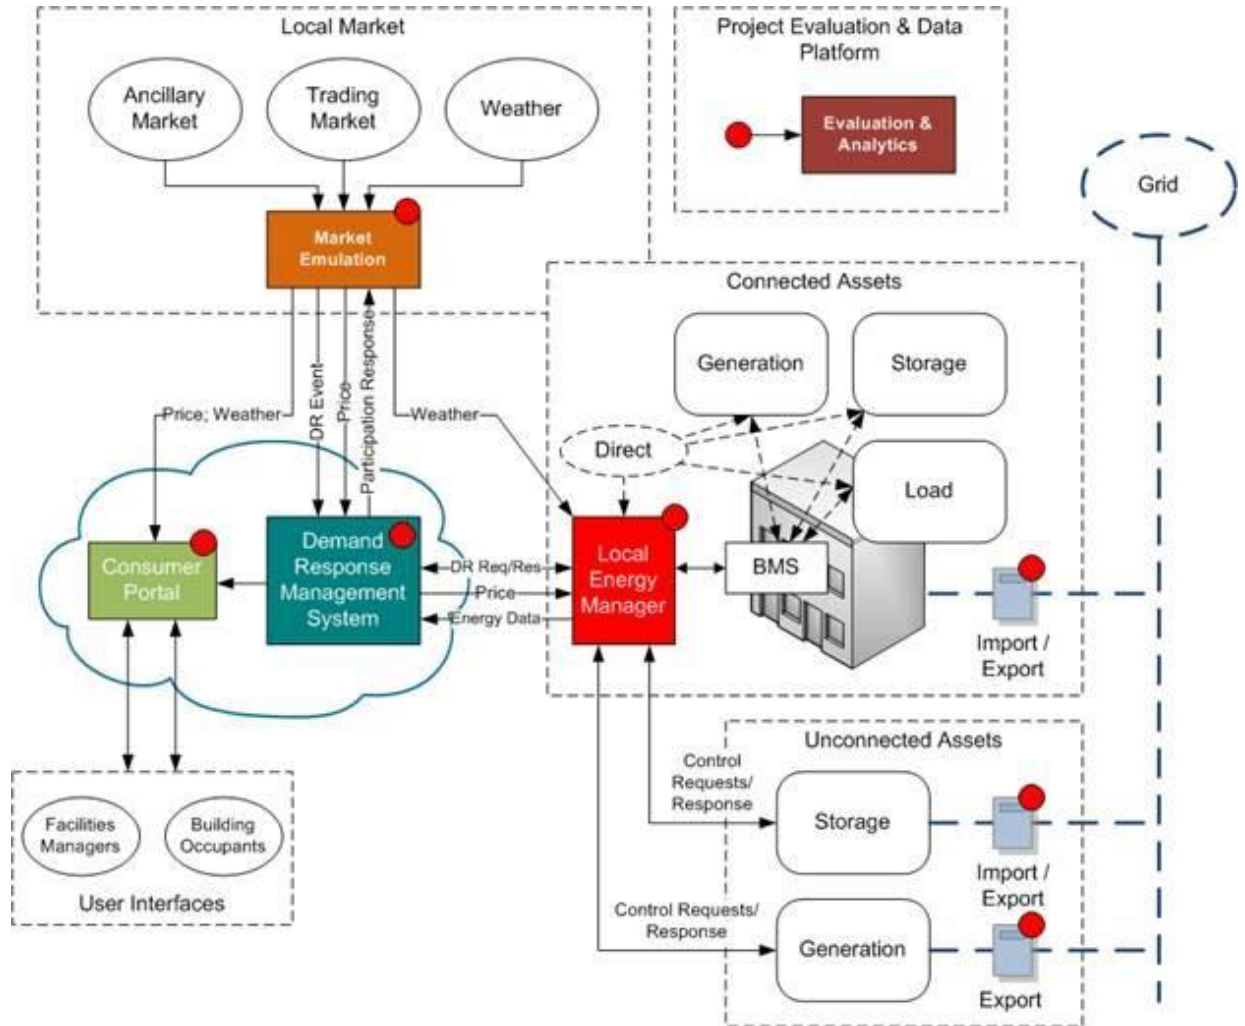 Local Market
Ancillary
Market
Trading
Market
Weather
Market
Emulation
Project Evaluation & Data
Platform
Evaluation &
Analytics
Grid
Price; Weather
DR Event
Price
Participation Response
Weather
Connected Assets
Generation
Storage
Direct
Load
Consumer
Portal
Demand
Response
Management
System
DR Req/Res
Price
Energy Data
Local
Energy
Manager
BMS
Import /
Export
Unconnected Assets
Control
Requests/
Response
Storage
Import /
Export
Control Requests/
Response
Generation
Export
Facilities
Managers
Building
Occupants
User Interfaces